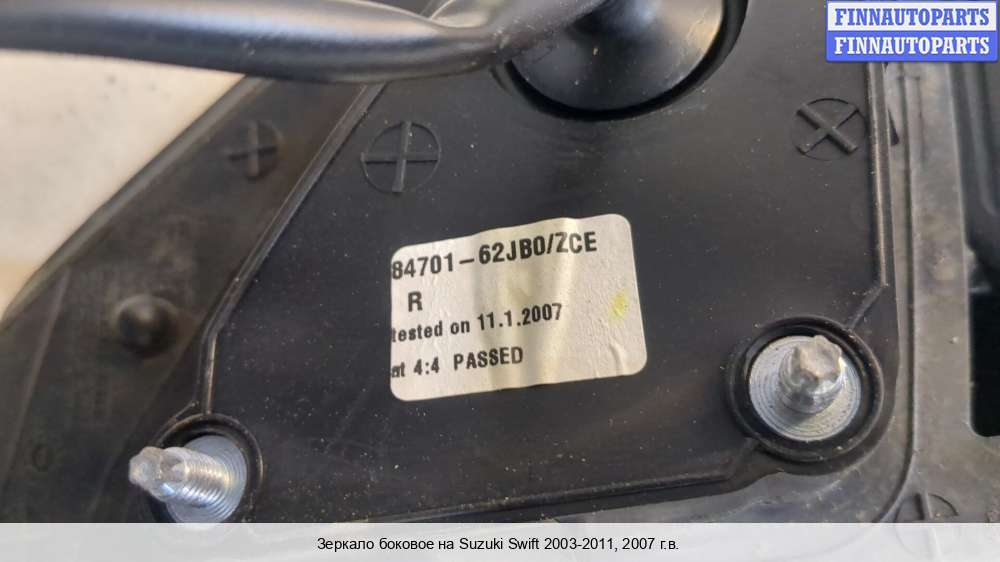 FINNAUTOPARTS
FINNAUTOPARTS
84701-62JB0/ZCE
R
tested on 11.1.2007
at 4:4 PASSED
Зеркало боковое на Suzuki Swift 2003-2011, 2007 г.в.